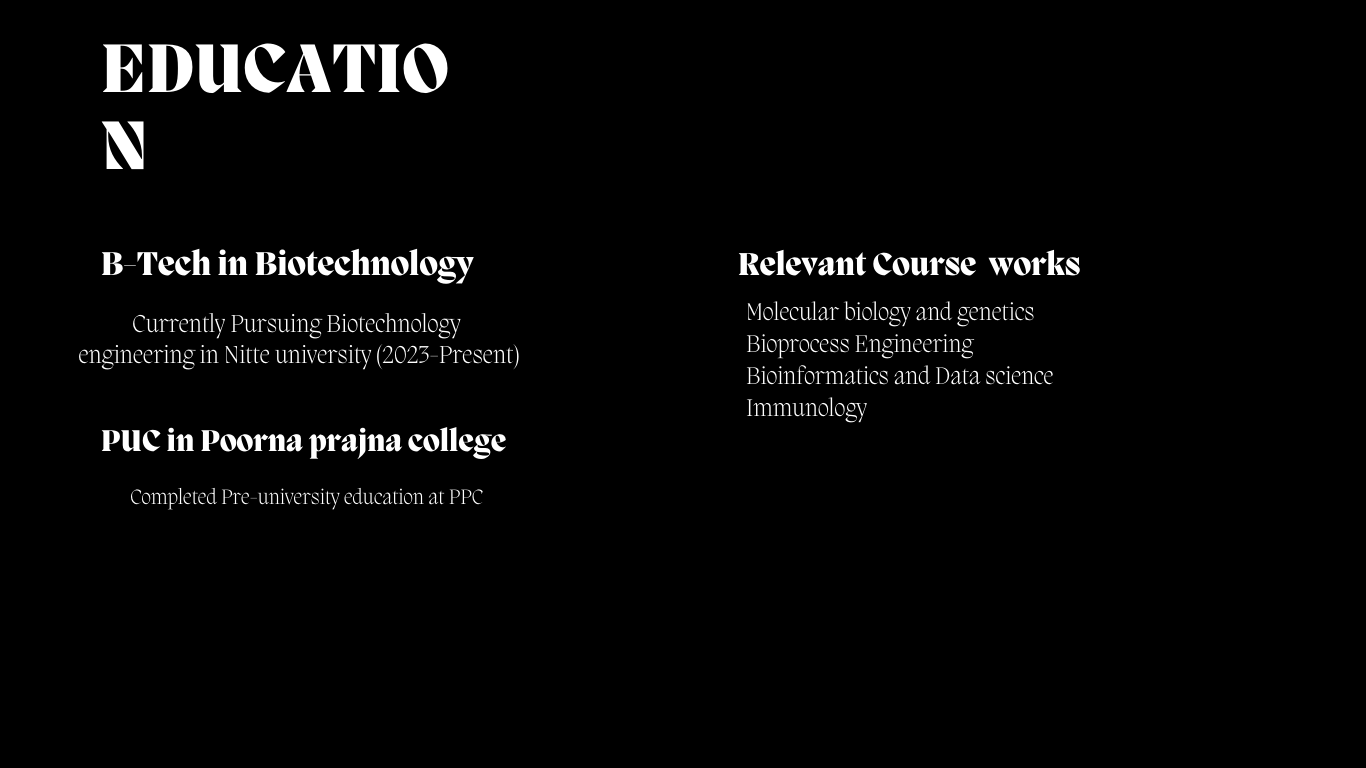 EDUCATIO
N
B-Tech in Biotechnology
Currently Pursuing Biotechnology
engineering in Nitte university (2023-Present)
PUC in Poorna prajna college
Completed Pre-university education at PPC
Relevant Course  works
Molecular biology and genetics
Bioprocess Engineering
Bioinformatics and Data science
Immunology